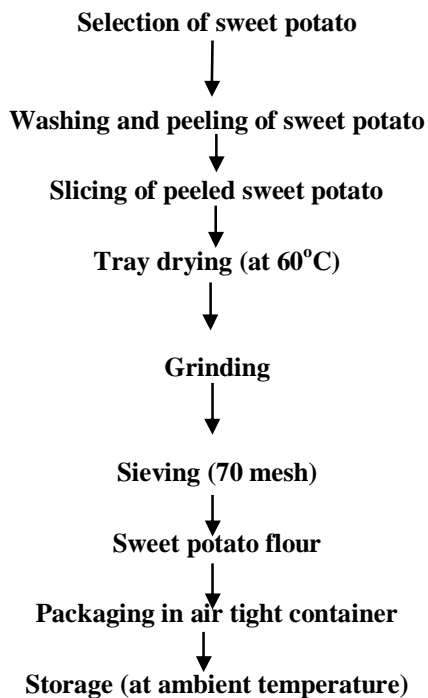 Selection of sweet potato
Washing and peeling of sweet potato
Slicing of peeled sweet potato
Tray drying (at 60°C)
Grinding
Sieving (70 mesh)
Sweet potato flour
Packaging in air tight container
Storage (at ambient temperature)